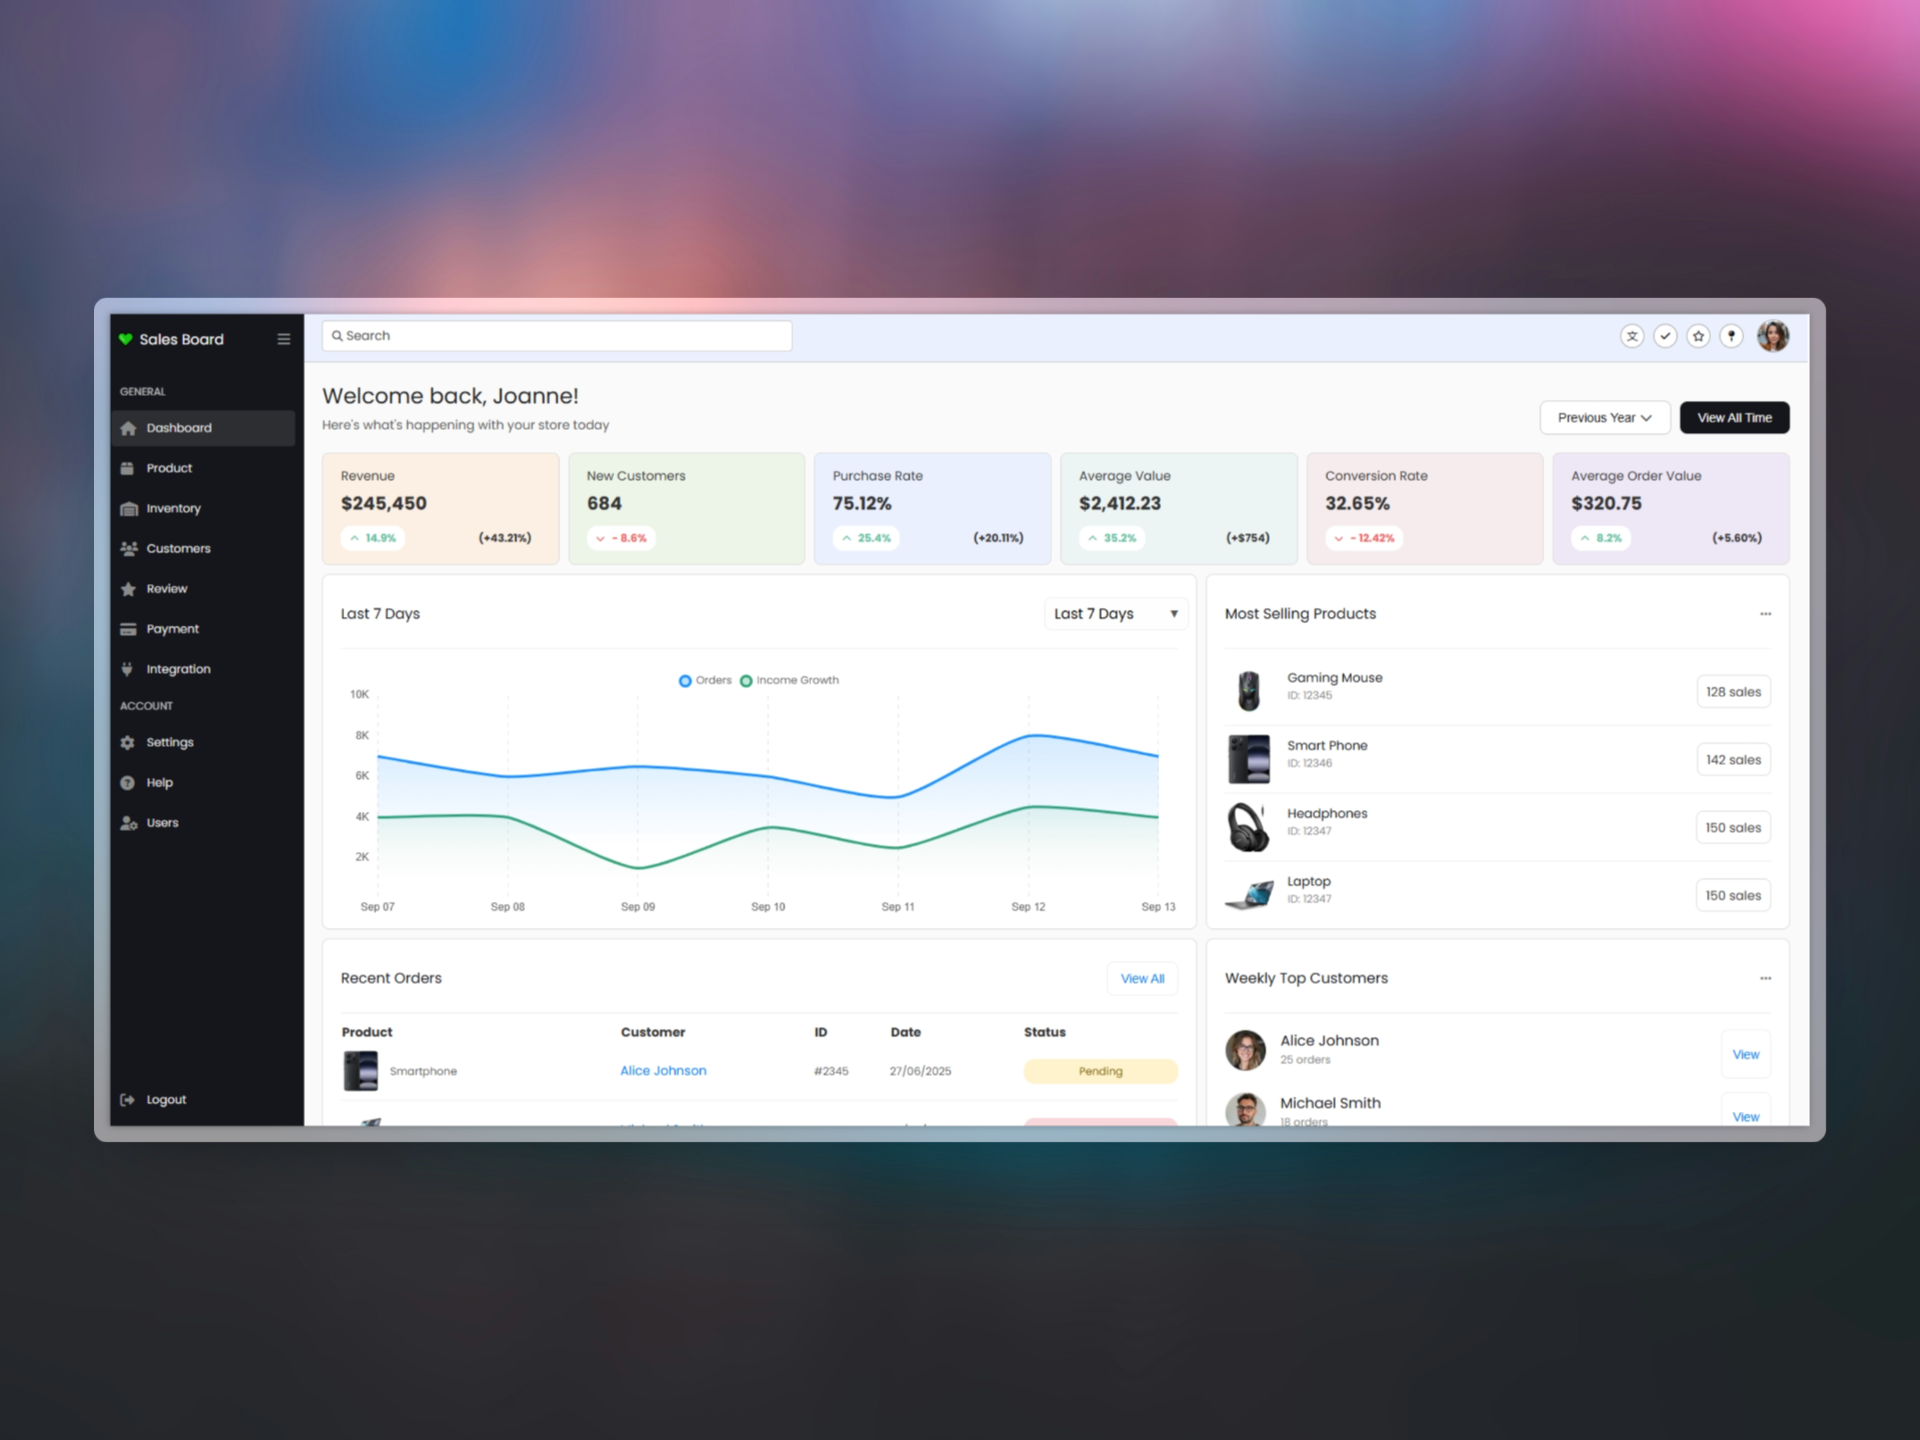 Sales Board
GENERAL
Dashboard
Product
Inventory
Customers
Review
Payment
Integration
ACCOUNT
Settings
Help
Users
Logout
Search
Welcome back, Joanne!
Here's what's happening with your store today
Previous Year
View All Time
Revenue
$245,450
14.9% (+43.21%)
New Customers
684
- 8.6%
Purchase Rate
75.12%
25.4% (+20.11%)
Average Value
$2,412.23
35.2% (+$754)
Conversion Rate
32.65%
- 12.42%
Average Order Value
$320.75
8.2% (+5.60%)
Last 7 Days
Last 7 Days
Orders Income Growth
10K
8K
6K
4K
2K
Sep 07 Sep 08 Sep 09 Sep 10 Sep 11 Sep 12 Sep 13
Most Selling Products
Gaming Mouse
ID: 12345
128 sales
Smart Phone
ID: 12346
142 sales
Headphones
ID: 12347
150 sales
Laptop
ID: 12347
150 sales
Recent Orders
View All
Product Customer ID Date Status
Smartphone Alice Johnson #2345 27/06/2025 Pending
Weekly Top Customers
Alice Johnson
25 orders
View
Michael Smith
18 orders
View